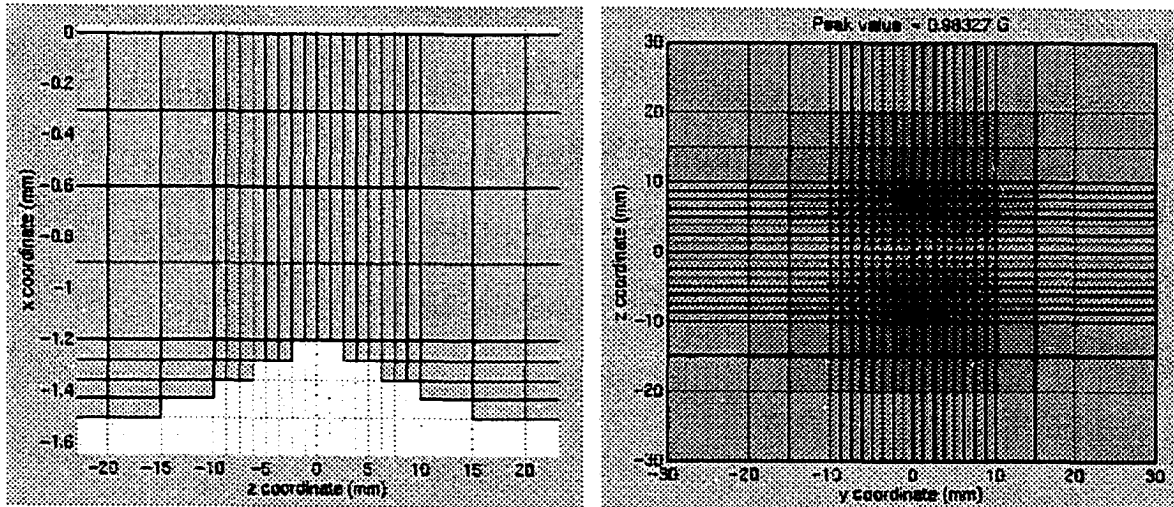 0
-0.2
-0.4
-0.6
-0.8
-1
-1.2
-1.4
-1.6
x coordinate (mm)
-20 -15 -10 -5 0 5 10 15 20
z coordinate (mm)
Peak value = 0.98327 G
30
20
10
0
-10
-20
-30
z coordinate (mm)
-30 -20 -10 0 10 20 30
y coordinate (mm)